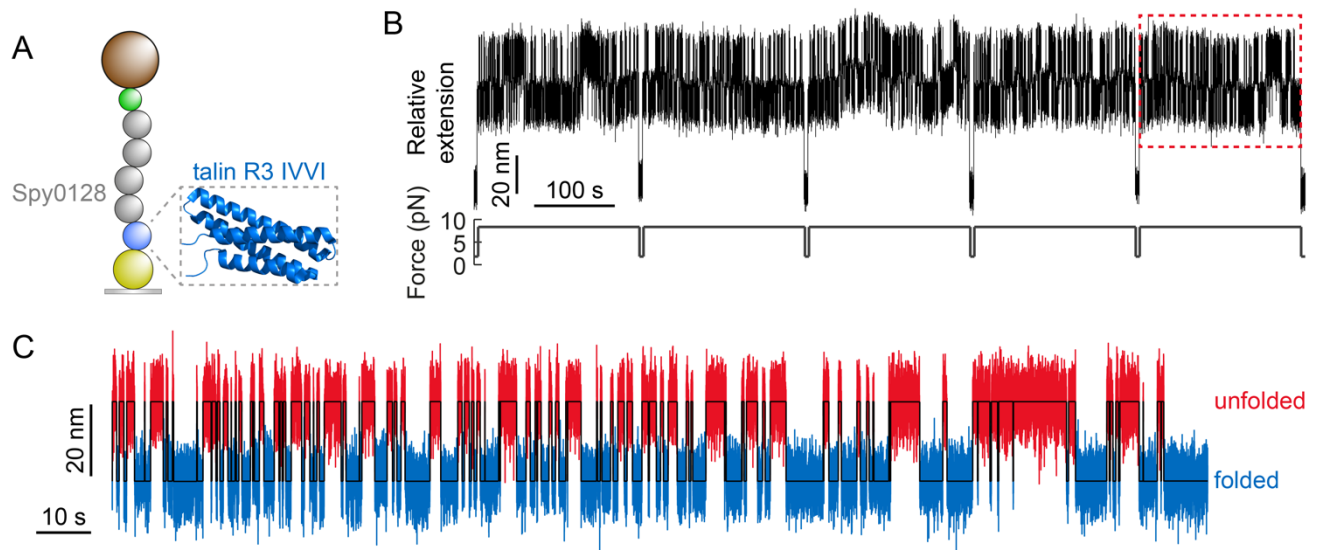 A
Spy0128
talin R3 IVVI
B
Relative
extension
20 nm
100 s
Force (pN)
10
5
0
C
20 nm
10 s
unfolded
folded